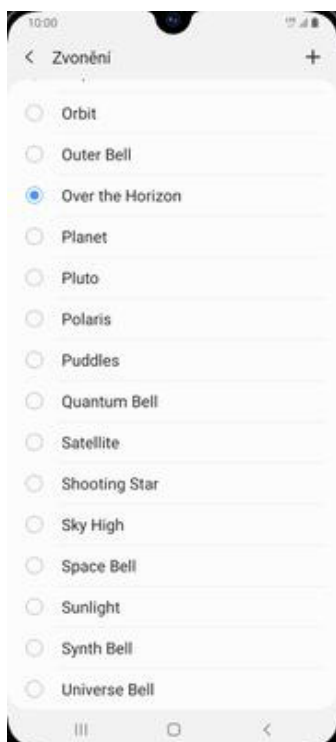 10:00
Zvonění
Orbit
Outer Bell
Over the Horizon
Planet
Pluto
Polaris
Puddles
Quantum Bell
Satellite
Shooting Star
Sky High
Space Bell
Sunlight
Synth Bell
Universe Bell